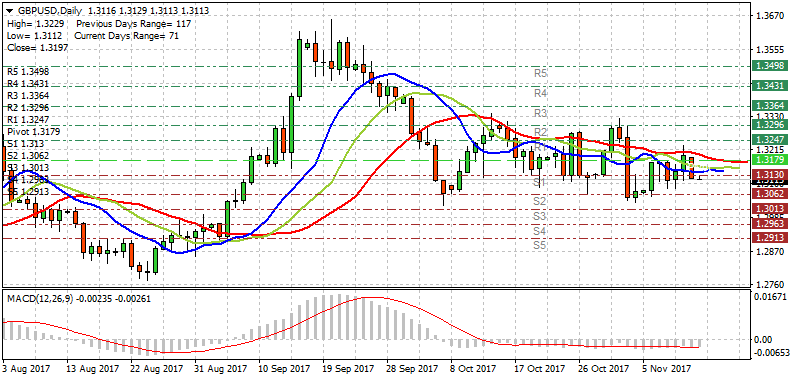 GBPUSD,Daily 1.3116 1.3129 1.3113 1.3113
High= 1.3229 Previous Days Range= 117
Low= 1.3112 Current Days Range= 71
Close= 1.3197
R5 1.3498
R4 1.3431
R3 1.3364
R2 1.3296
R1 1.3247
Pivot 1.3179
S1 1.313
S2 1.3062
S3 1.3013
S5 1.2913
R5
R4
R3
R2
S1
S2
S3
S4
S5
1.3670
1.3555
1.3498
1.3431
1.3364
1.3330
1.3296
1.3247
1.3215
1.3179
1.3130
1.3062
1.3013
1.2963
1.2913
1.2870
1.2760
MACD(12,26,9) -0.00235 -0.00261
0.01671
0.00
-0.00653
3 Aug 2017
13 Aug 2017
22 Aug 2017
31 Aug 2017
10 Sep 2017
19 Sep 2017
28 Sep 2017
8 Oct 2017
17 Oct 2017
26 Oct 2017
5 Nov 2017